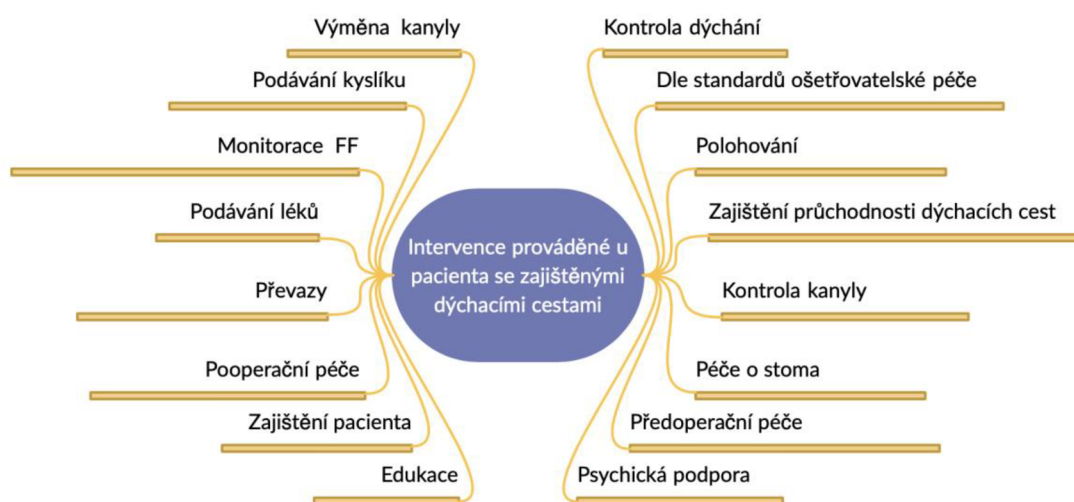 Výměna kanyly
Podávání kyslíku
Monitorace FF
Podávání léků
Převazy
Pooperační péče
Zajištění pacienta
Edukace
Intervence prováděné u
pacienta se zajištěnými
dýchacími cestami
Kontrola dýchání
Dle standardů ošetřovatelské péče
Polohování
Zajištění průchodnosti dýchacích cest
Kontrola kanyly
Péče o stoma
Předoperační péče
Psychická podpora